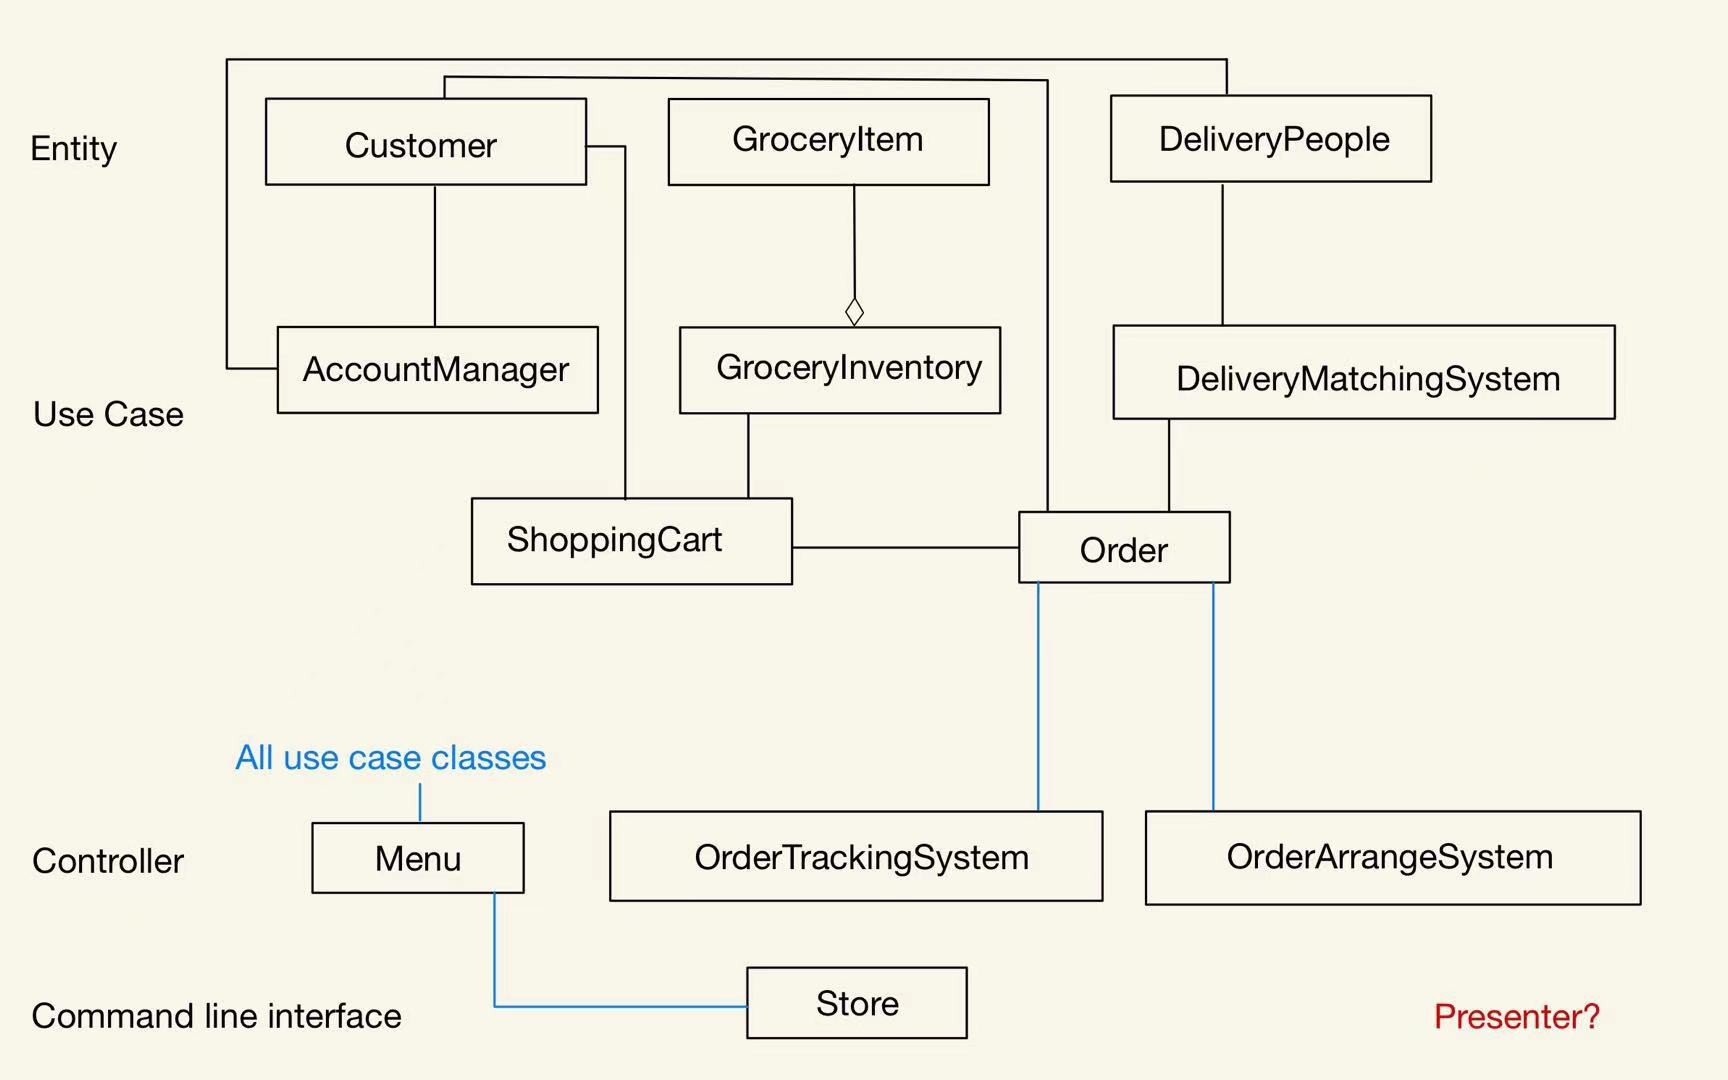 Entity
Customer
GroceryItem
DeliveryPeople
Use Case
AccountManager
GroceryInventory
DeliveryMatchingSystem
ShoppingCart
Order
All use case classes
Controller
Menu
OrderTrackingSystem
OrderArrangeSystem
Command line interface
Store
Presenter?